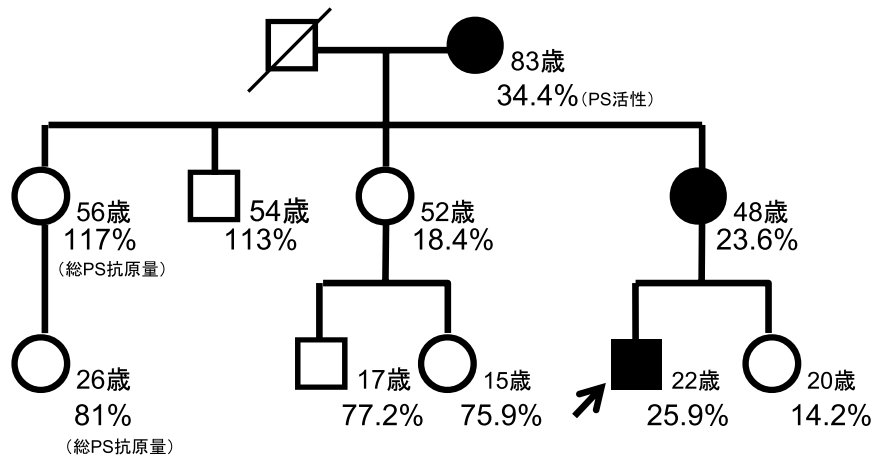 83歳
34.4%(PS活性)
56歳
117%
(総PS抗原量)
54歳
113%
52歳
18.4%
48歳
23.6%
26歳
81%
(総PS抗原量)
17歳
77.2%
15歳
75.9%
22歳
25.9%
20歳
14.2%